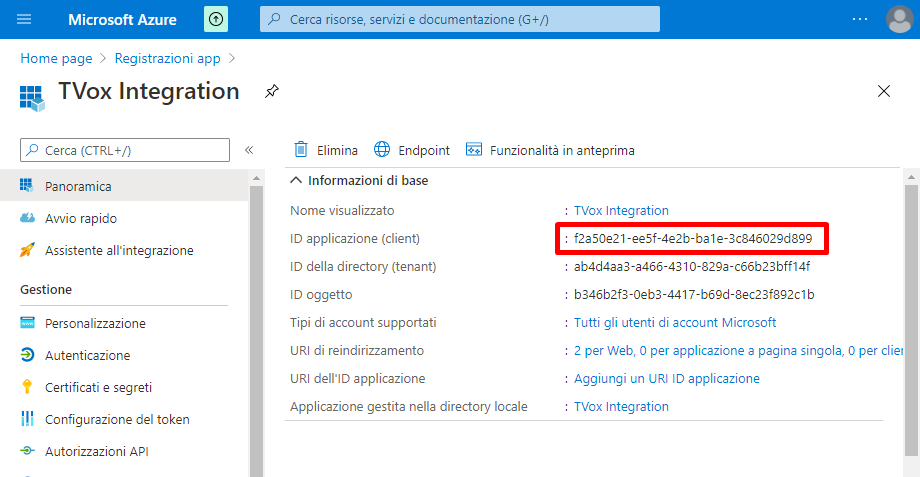 Microsoft Azure
Cerca risorse, servizi e documentazione (G+/)
Home page > Registrazioni app >
TVox Integration
Cerca (CTRL+/)
«
Elimina
Endpoint
Funzionalità in anteprima
Panoramica
Avvio rapido
Assistente all'integrazione
Gestione
Personalizzazione
Autenticazione
Certificati e segreti
Configurazione del token
Autorizzazioni API
Informazioni di base
Nome visualizzato : TVox Integration
ID applicazione (client) : f2a50e21-ee5f-4e2b-ba1e-3c846029d899
ID della directory (tenant) : ab4d4aa3-a466-4310-829a-c66b23bff14f
ID oggetto : b346b2f3-0eb3-4417-b69d-8ec23f892c1b
Tipi di account supportati : Tutti gli utenti di account Microsoft
URI di reindirizzamento : 2 per Web, 0 per applicazione a pagina singola, 0 per clier
URI dell'ID applicazione : Aggiungi un URI ID applicazione
Applicazione gestita nella directory locale : TVox Integration